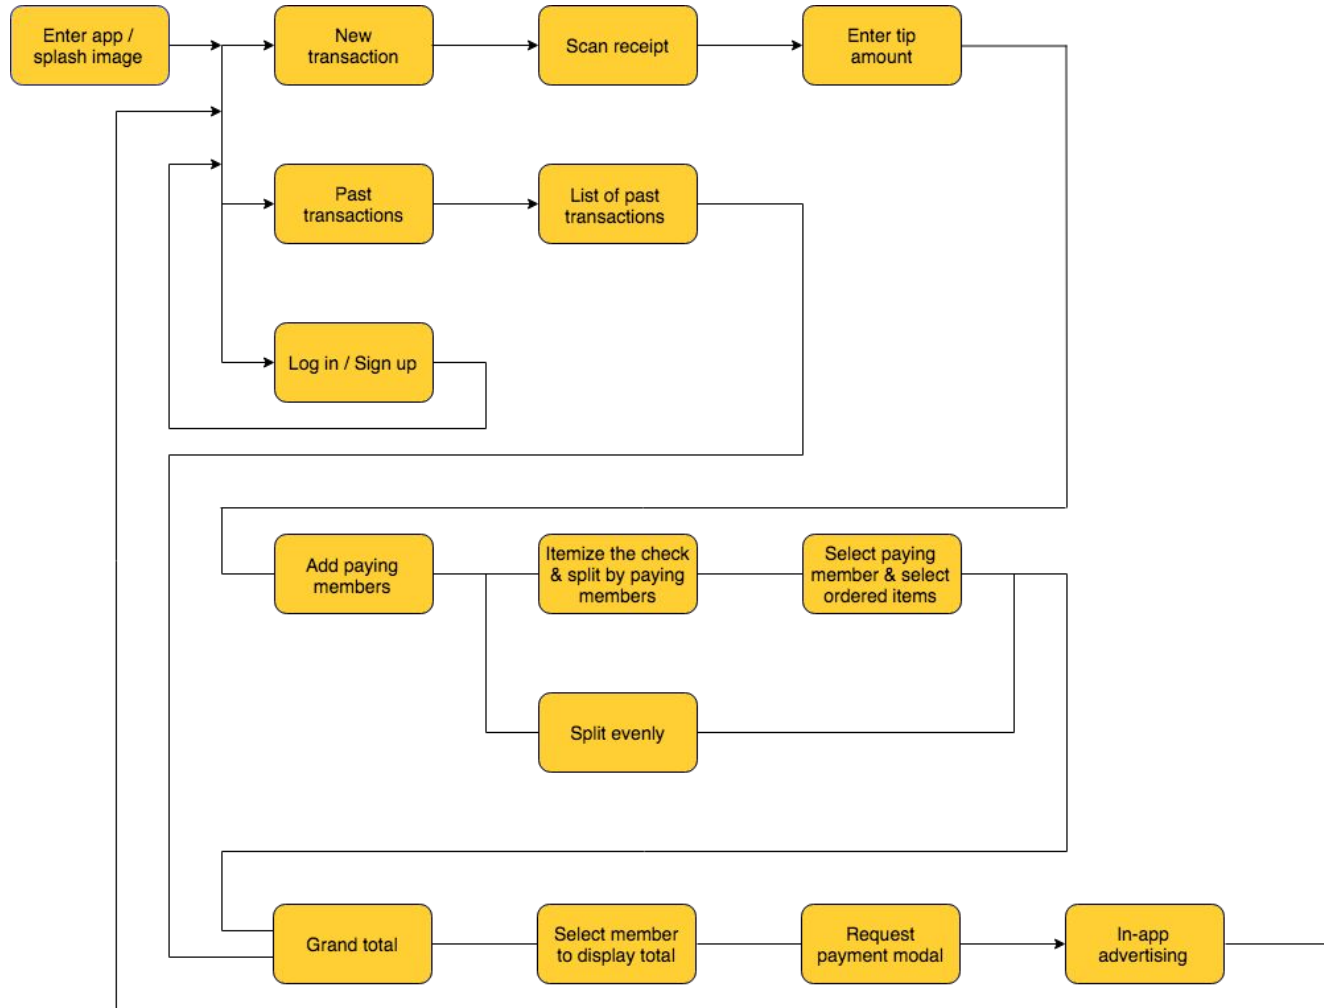 Enter app /
splash image
New
transaction
Scan receipt
Enter tip
amount
Past
transactions
List of past
transactions
Log in / Sign up
Add paying
members
Itemize the check
& split by paying
members
Select paying
member & select
ordered items
Split evenly
Grand total
Select member
to display total
Request
payment modal
In-app
advertising